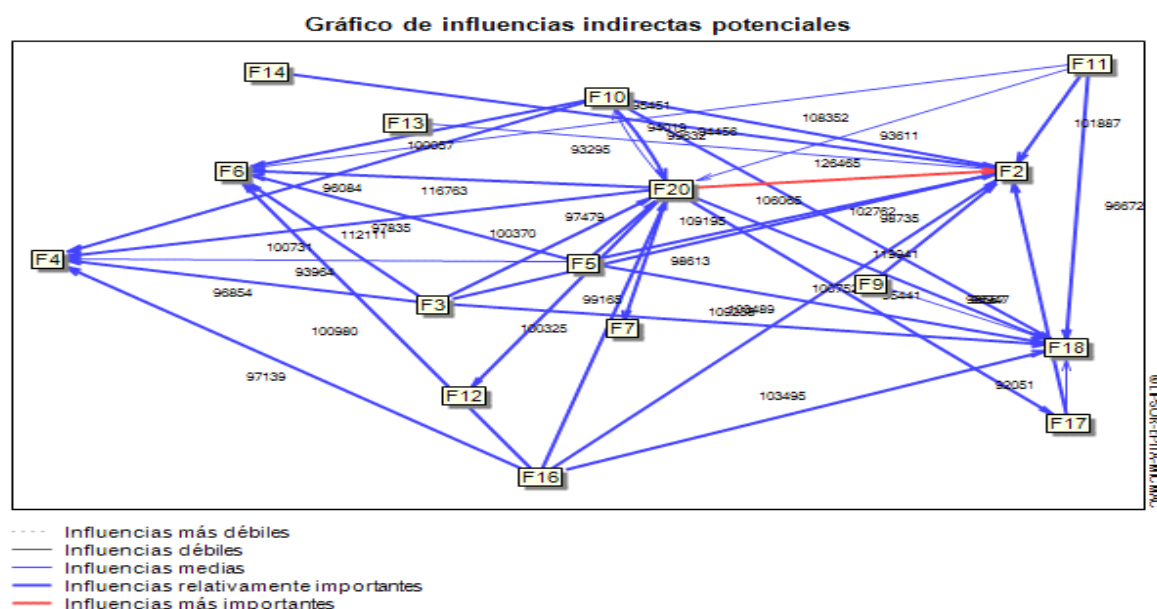 Gráfico de influencias indirectas potenciales
F14
F11
F10
95451
108352
F13
101887
93611
100057
93295
F6
126465
F2
F20
96084
116763
106065
96672
97479
109195
102762
98735
97835
112111
100370
100731
F4
F5
98613
119941
93964
F9
96854
99165
F3
F7
100980
100325
F18
97139
92051
F12
103495
F17
F16
Influencias más débiles
Influencias débiles
Influencias medias
Influencias relativamente importantes
Influencias más importantes